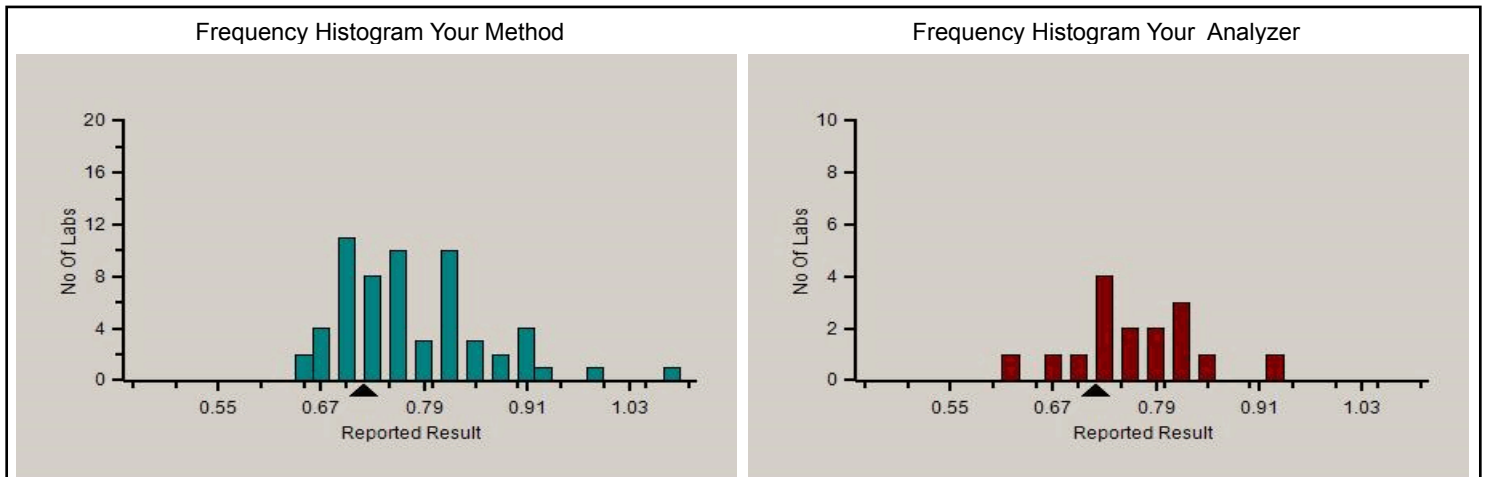 Frequency Histogram Your Method
20
16
12
8
4
0
No Of Labs
0.55 0.67 0.79 0.91 1.03
Reported Result
Frequency Histogram Your Analyzer
10
8
6
4
2
0
No Of Labs
0.55 0.67 0.79 0.91 1.03
Reported Result